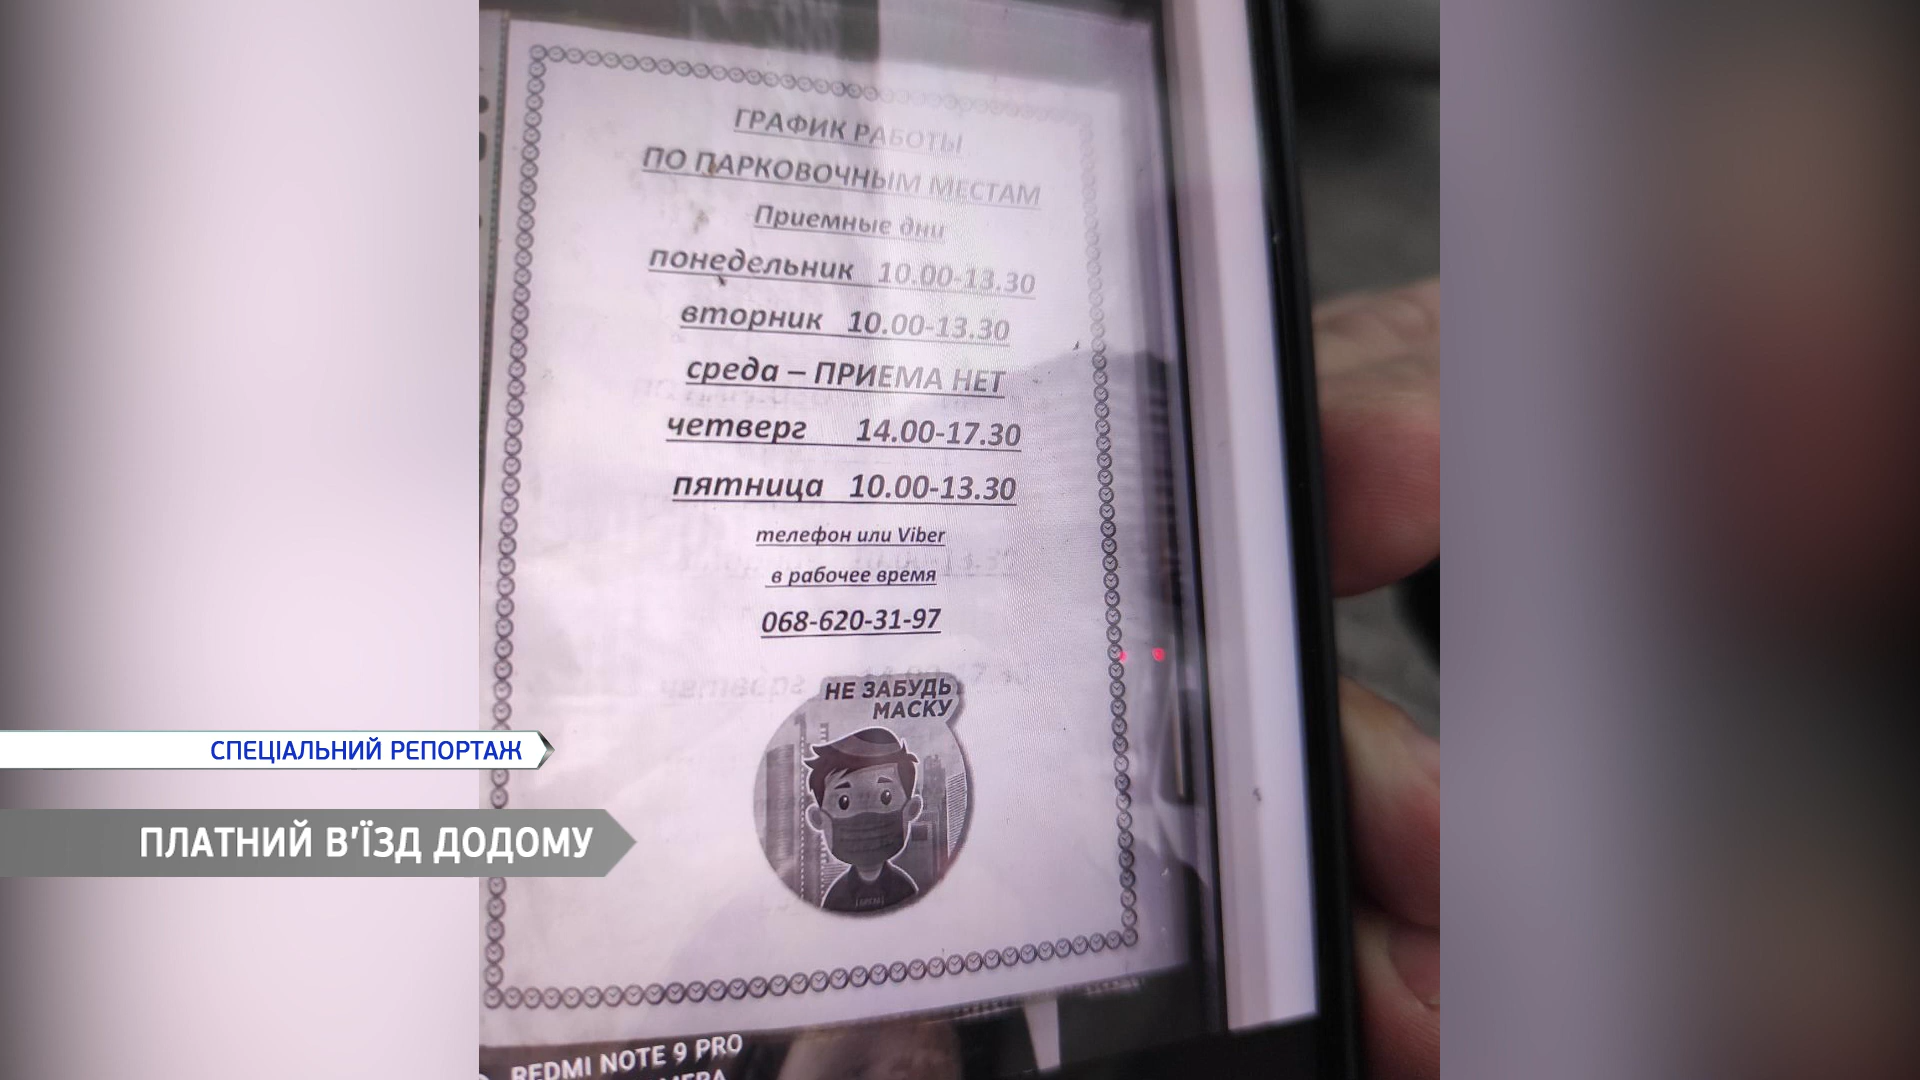 ГРАФИК РАБОТЫ
ПО ПАРКОВОЧНЫМ МЕСТАМ
Приемные дни
понедельник 10.00-13.30
вторник 10.00-13.30
среда – ПРИЕМА НЕТ
четверг 14.00-17.30
пятница 10.00-13.30
телефон или Viber
в рабочее время
068-620-31-97
НЕ ЗАБУДЬ
МАСКУ
СПЕЦІАЛЬНИЙ РЕПОРТАЖ
ПЛАТНИЙ В'ЇЗД ДОДОМУ
REDMI NOTE 9 PRO